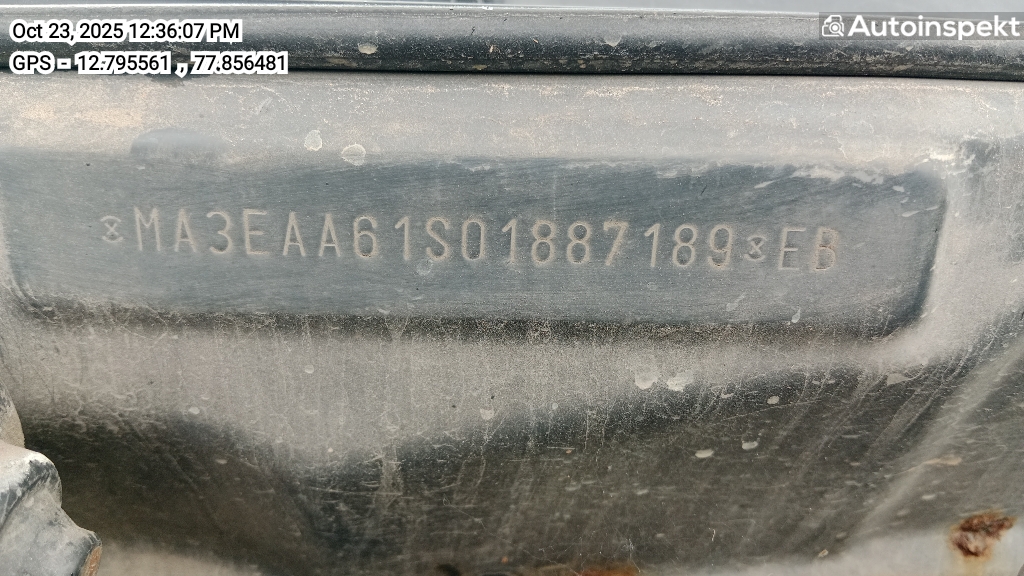 Oct 23, 2025 12:36:07 PM
Autoinspekt
GPS - 12.795561 , 77.856481
MA3EAA61S01887189 EB